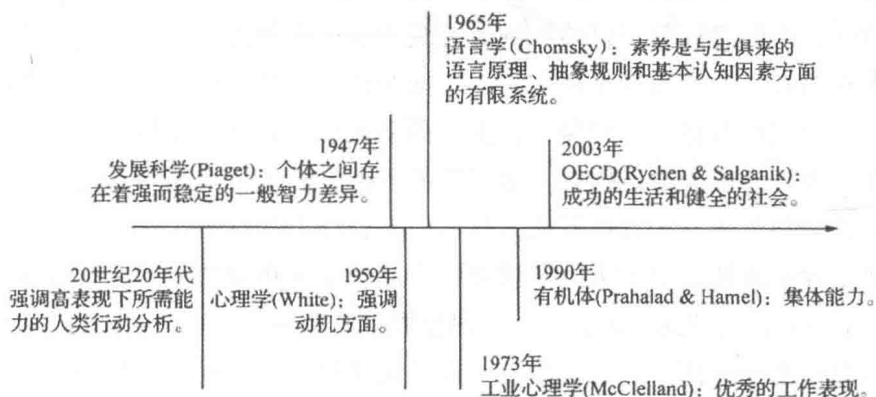 1965年
语言学(Chomsky)：素养是与生俱来的
语言原理、抽象规则和基本认知因素方面
的有限系统。
1947年
发展科学(Piaget)：个体之间存
在着强而稳定的一般智力差异。
2003年
OECD(Rychen & Salganik)：
成功的生活和健全的社会。
20世纪20年代
强调高表现下所需能
力的人类行动分析。
1959年
心理学(White)；强调
动机方面。
1990年
有机体(Prahalad & Hamel)：集体能力。
1973年
工业心理学(McClelland)：优秀的工作表现。